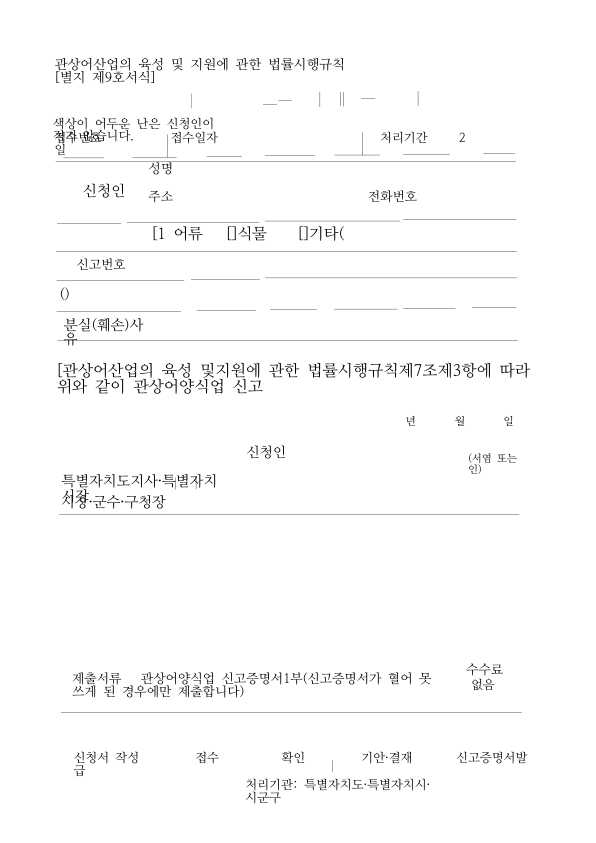 관상어산업의 육성 및 지원에 관한 법률시행규칙
[별지 제9호서식]
색상이 어두운 난은 신청인이
적지 않습니다.
접수번호 접수일자 처리기간 2
일
성명
신청인
주소 전화번호
[1 어류 []식물 []기타(
신고번호
()
분실(훼손)사
유
[관상어산업의 육성 및지원에 관한 법률시행규칙제7조제3항에 따라
위와 같이 관상어양식업 신고
년 월 일
신청인
(서염 또는
인)
특별자치도지사·특별자치
시장
시장·군수·구청장
수수료
제출서류 관상어양식업 신고증명서1부(신고증명서가 헐어 못
없음
쓰게 된 경우에만 제출합니다)
신청서 작성 접수 확인 기안·결재 신고증명서발
급
처리기관: 특별자치도·특별자치시·
시군구